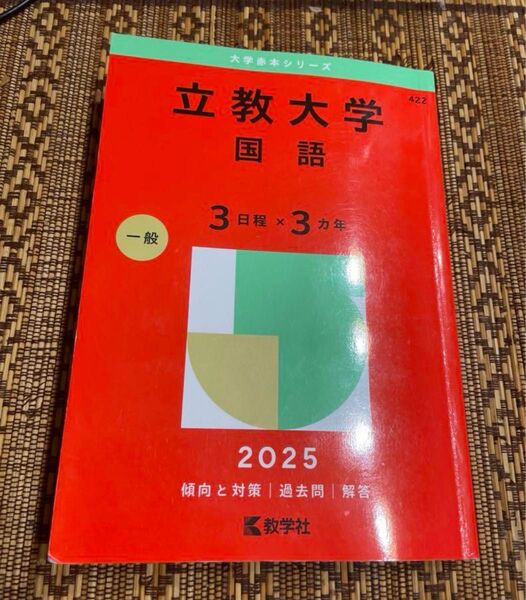 大学赤本シリーズ
422
立教大学
国語
3日程×3カ年
一般
2025
傾向と対策｜過去問｜解答
教学社